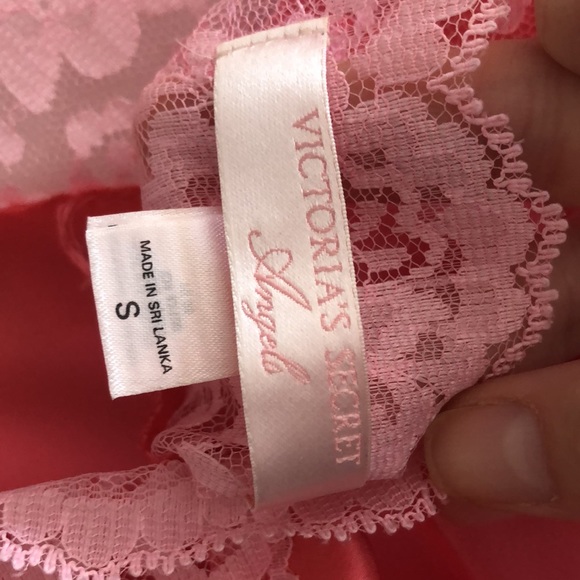 VICTORIA'S SECRET
Angels
MADE IN SRI LANKA
S